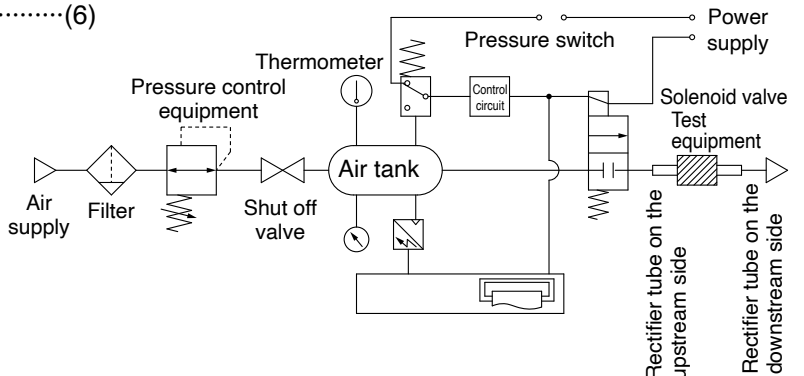 ·········(6)
Power
supply
Pressure switch
Thermometer
Pressure control
equipment
Control
circuit
Solenoid valve
Test
equipment
Air tank
Air
supply
Filter
Shut off
valve
Rectifier tube on the
upstream side
Rectifier tube on the
downstream side